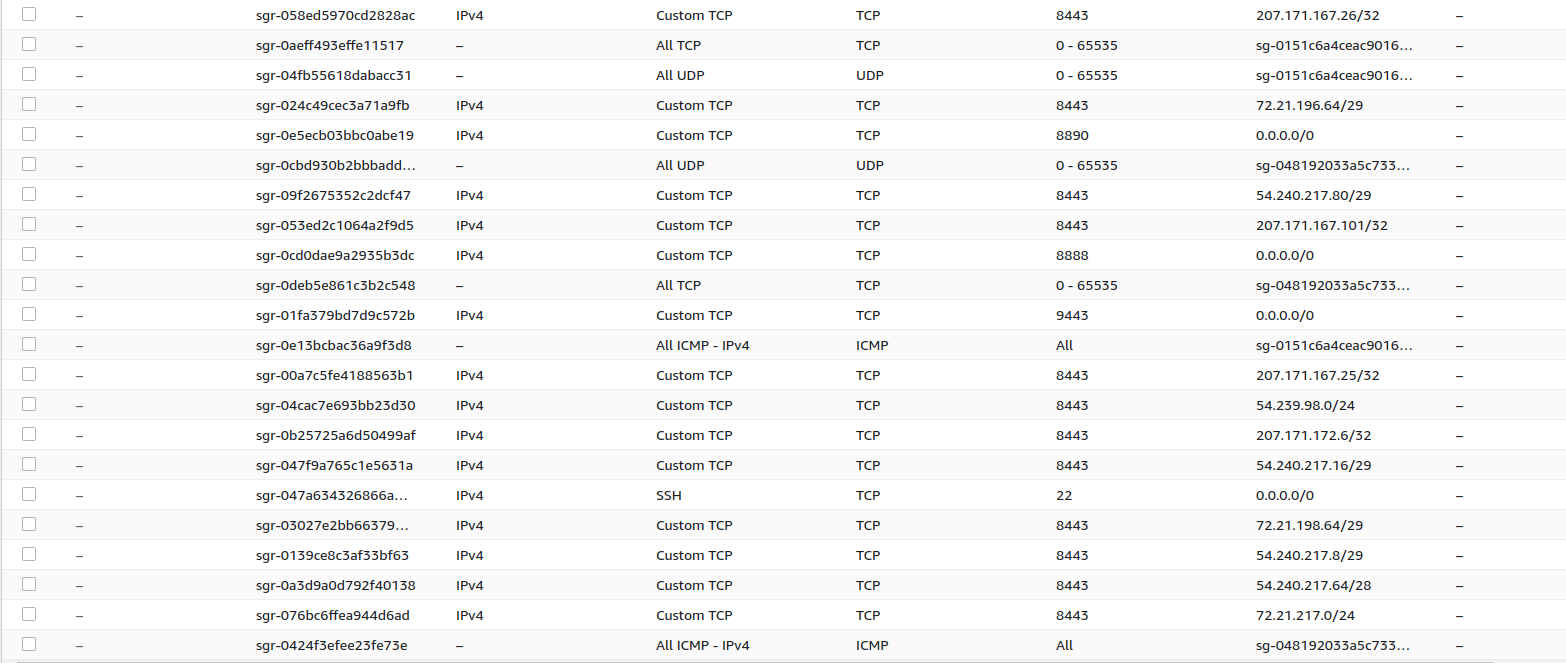 – sgr-058ed5970cd2828ac IPv4 Custom TCP TCP 8443 207.171.167.26/32 –
– sgr-0aeff493effe11517 – All TCP TCP 0 - 65535 sg-0151c6a4ceac9016… –
– sgr-04fb55618dabacc31 – All UDP UDP 0 - 65535 sg-0151c6a4ceac9016… –
– sgr-024c49cec3a71a9fb IPv4 Custom TCP TCP 8443 72.21.196.64/29 –
– sgr-0e5ecb03bbc0abe19 IPv4 Custom TCP TCP 8890 0.0.0.0/0 –
– sgr-0cbd930b2bbbadd… – All UDP UDP 0 - 65535 sg-048192033a5c733… –
– sgr-09f2675352c2dcf47 IPv4 Custom TCP TCP 8443 54.240.217.80/29 –
– sgr-053ed2c1064a2f9d5 IPv4 Custom TCP TCP 8443 207.171.167.101/32 –
– sgr-0cd0dae9a2935b3dc IPv4 Custom TCP TCP 8888 0.0.0.0/0 –
– sgr-0deb5e861c3b2c548 – All TCP TCP 0 - 65535 sg-048192033a5c733… –
– sgr-01fa379bd7d9c572b IPv4 Custom TCP TCP 9443 0.0.0.0/0 –
– sgr-0e13bcbac36a9f3d8 – All ICMP - IPv4 ICMP All sg-0151c6a4ceac9016… –
– sgr-00a7c5fe4188563b1 IPv4 Custom TCP TCP 8443 207.171.167.25/32 –
– sgr-04cac7e693bb23d30 IPv4 Custom TCP TCP 8443 54.239.98.0/24 –
– sgr-0b25725a6d50499af IPv4 Custom TCP TCP 8443 207.171.172.6/32 –
– sgr-047f9a765c1e5631a IPv4 Custom TCP TCP 8443 54.240.217.16/29 –
– sgr-047a634326866a… IPv4 SSH TCP 22 0.0.0.0/0 –
– sgr-03027e2bb66379… IPv4 Custom TCP TCP 8443 72.21.198.64/29 –
– sgr-0139ce8c3af33bf63 IPv4 Custom TCP TCP 8443 54.240.217.8/29 –
– sgr-0a3d9a0d792f40138 IPv4 Custom TCP TCP 8443 54.240.217.64/28 –
– sgr-076bc6ffea944d6ad IPv4 Custom TCP TCP 8443 72.21.217.0/24 –
– sgr-0424f3efee23fe73e – All ICMP - IPv4 ICMP All sg-048192033a5c733… –